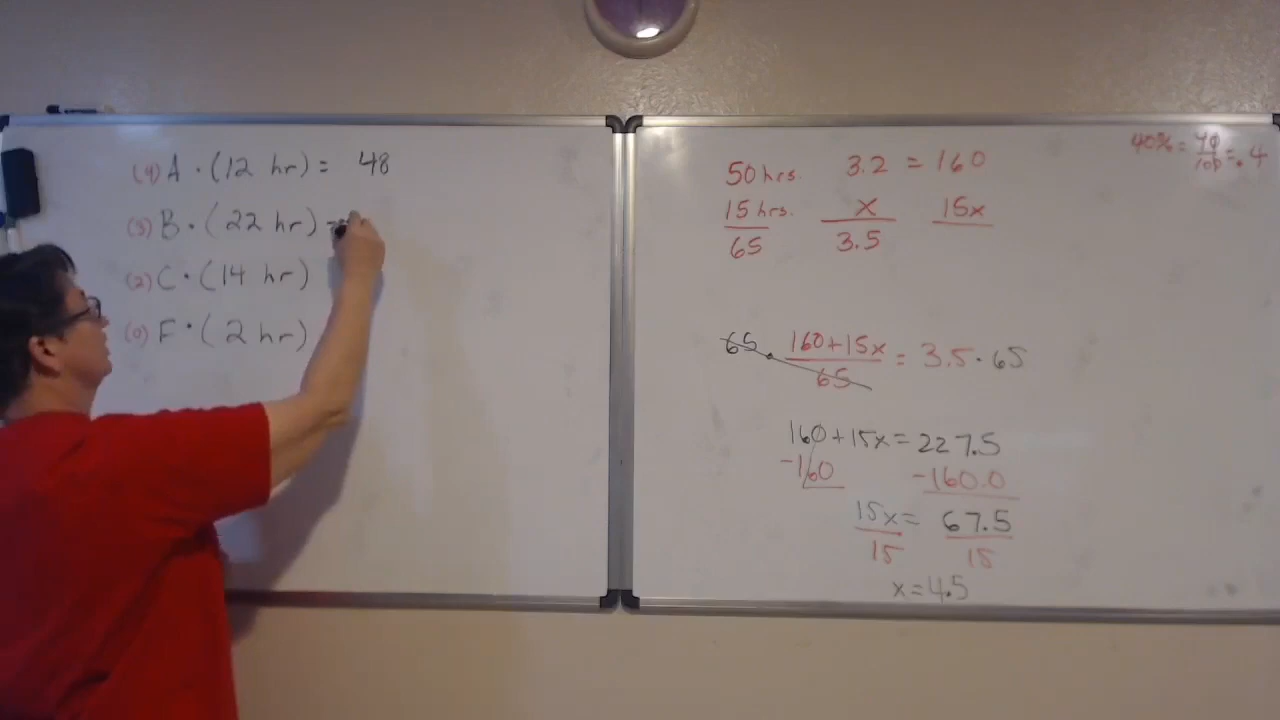 (4) A · (12 hr) = 48
(3) B · (22 hr) =
(2) C · (14 hr)
(0) F · (2 hr)
40% = 40/100 = .4
50 hrs. 3.2 = 160
15 hrs. x 15x
65 3.5
65 · 160+15x = 3.5 · 65
65
160+15x = 227.5
-160 -160.0
15x = 67.5
15 15
x = 4.5